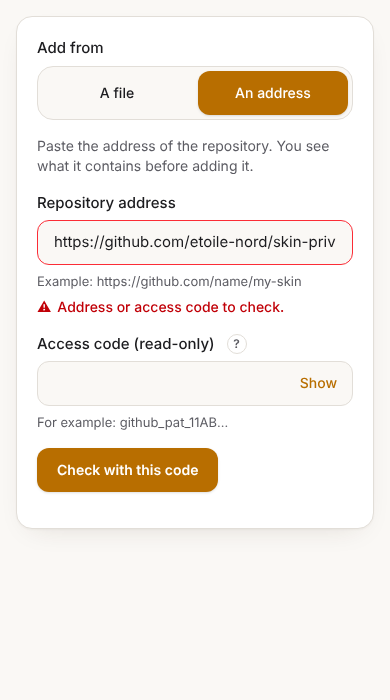 Add from
A file
An address
Paste the address of the repository. You see
what it contains before adding it.
Repository address
https://github.com/etoile-nord/skin-priv
Example: https://github.com/name/my-skin
Address or access code to check.
Access code (read-only) ?
Show
For example: github_pat_11AB...
Check with this code